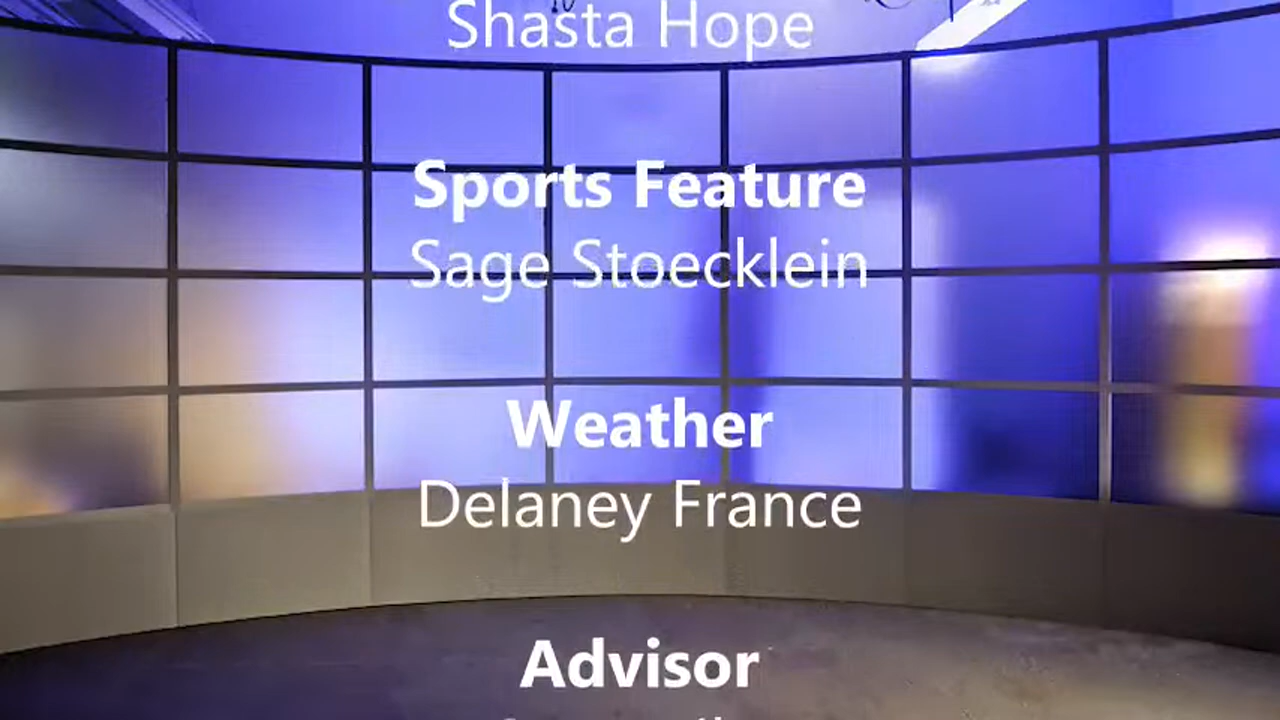 Shasta Hope
Sports Feature
Sage Stoecklein
Weather
Delaney France
Advisor